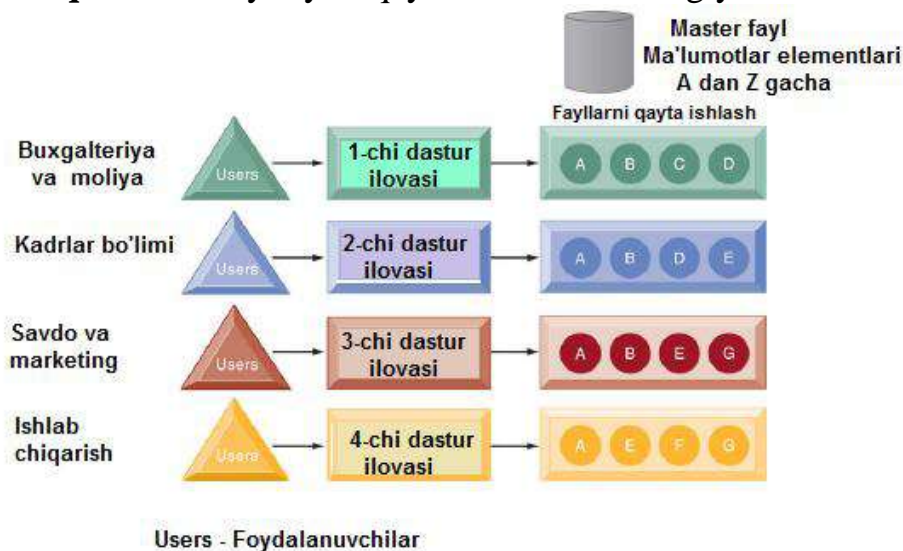 Master fayl
Ma'lumotlar elementlari
A dan Z gacha
Fayllarni qayta ishlash
Buxgalteriya
va moliya
Users
1-chi dastur
ilovasi
A B C D
Kadrlar bo'limi
Users
2-chi dastur
ilovasi
A B D E
Savdo va
marketing
Users
3-chi dastur
ilovasi
A B E G
Ishlab
chiqarish
Users
4-chi dastur
ilovasi
A E F G
Users - Foydalanuvchilar